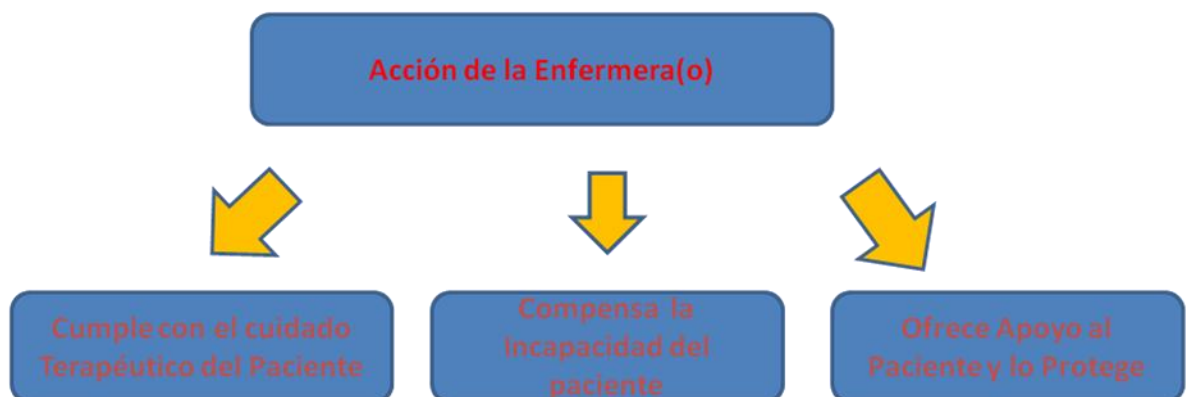 Acción de la Enfermera(o)
Cumple con el cuidado
Terapéutico del Paciente
Compensa la
Incapacidad del
paciente
Ofrece Apoyo al
Paciente y lo Protege